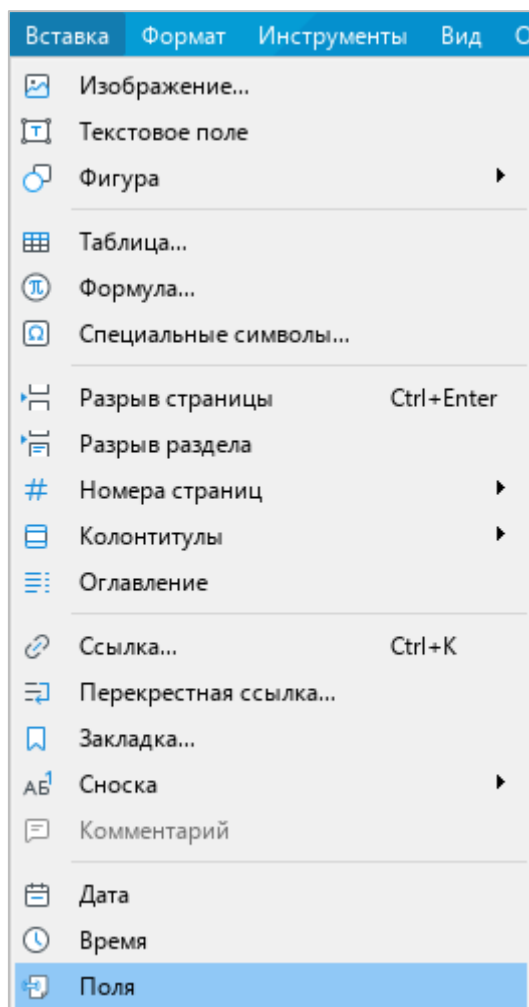 Вставка Формат Инструменты Вид
Изображение...
Текстовое поле
Фигура
Таблица...
Формула...
Специальные символы...
Разрыв страницы Ctrl+Enter
Разрыв раздела
Номера страниц
Колонтитулы
Оглавление
Ссылка... Ctrl+K
Перекрестная ссылка...
Закладка...
Сноска
Комментарий
Дата
Время
Поля